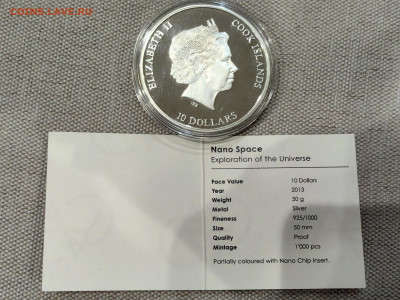 COINSS.LAVE.RU
ELIZABETH II
COOK ISLANDS
IRB
10 DOLLARS
Nano Space
Exploration of the Universe
Face Value 10 Dollars
Year 2013
Weight 50 g
Metal Silver
Fineness 925/1000
Size 50 mm
Quality Proof
Mintage 1'000 pcs
Partially coloured with Nano Chip Insert.